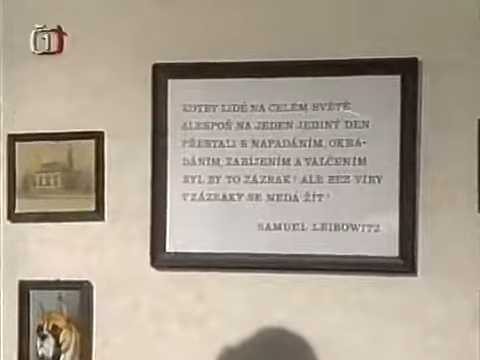 1
KDYBY LIDÉ NA CELÉM SVĚTĚ
ALESPOŇ NA JEDEN JEDINÝ DEN
PŘESTALI S NAPADÁNÍM, OKRÁ-
DÁNÍM, ZABÍJENÍM A VÁLČENÍM
BYL BY TO ZÁZRAK! ALE BEZ VÍRY
V ZÁZRAKY SE NEDÁ ŽÍT!
SAMUEL LEIBOWITZ